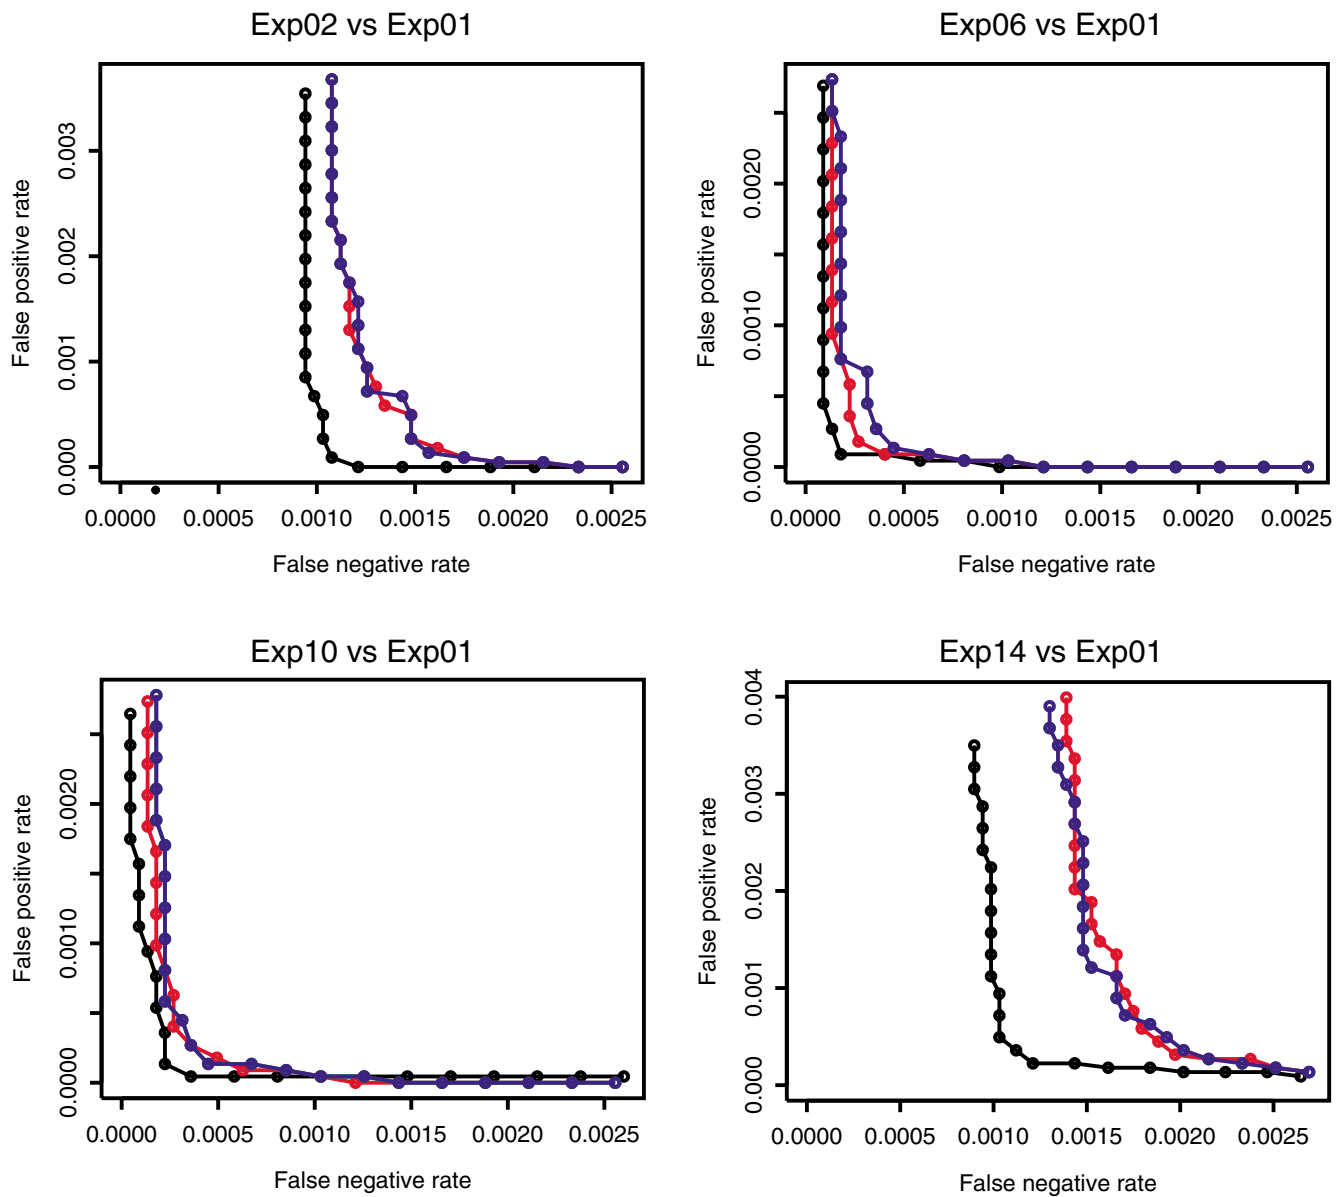 Exp02 vs Exp01
False positive rate
0.000 0.001 0.002 0.003
0.0000 0.0005 0.0010 0.0015 0.0020 0.0025
False negative rate
Exp06 vs Exp01
False positive rate
0.0000 0.0010 0.0020
0.0000 0.0005 0.0010 0.0015 0.0020 0.0025
False negative rate
Exp10 vs Exp01
False positive rate
0.0000 0.0010 0.0020
0.0000 0.0005 0.0010 0.0015 0.0020 0.0025
False negative rate
Exp14 vs Exp01
False positive rate
0.000 0.001 0.002 0.003 0.004
0.0000 0.0005 0.0010 0.0015 0.0020 0.0025
False negative rate